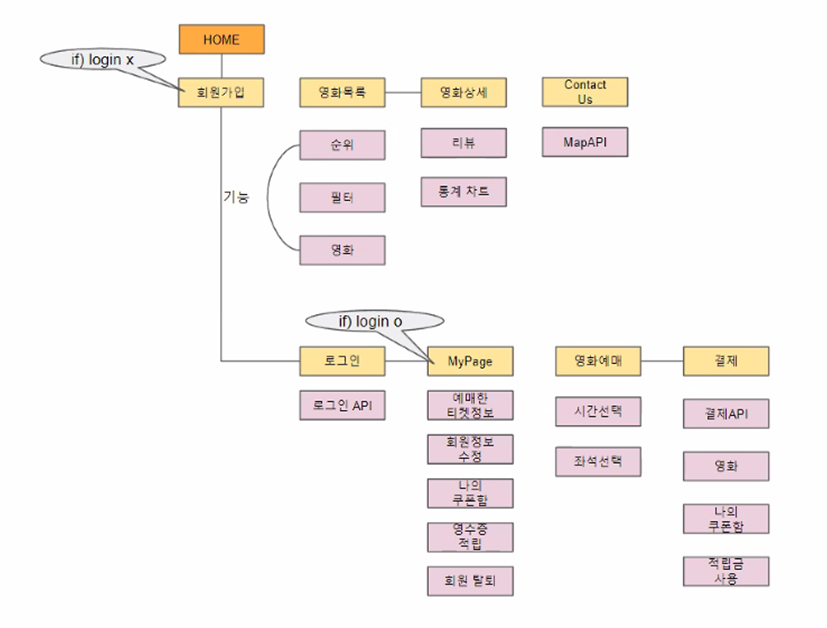 HOME
if) login x
회원가입
영화목록
영화상세
Contact
Us
순위
리뷰
MapAPI
기능
필터
통계 차트
영화
if) login o
로그인
MyPage
영화예매
결제
로그인 API
예매한
티켓정보
시간선택
결제API
회원정보
수정
좌석선택
영화
나의
쿠폰함
나의
쿠폰함
영수증
적립
회원 탈퇴
적립금
사용